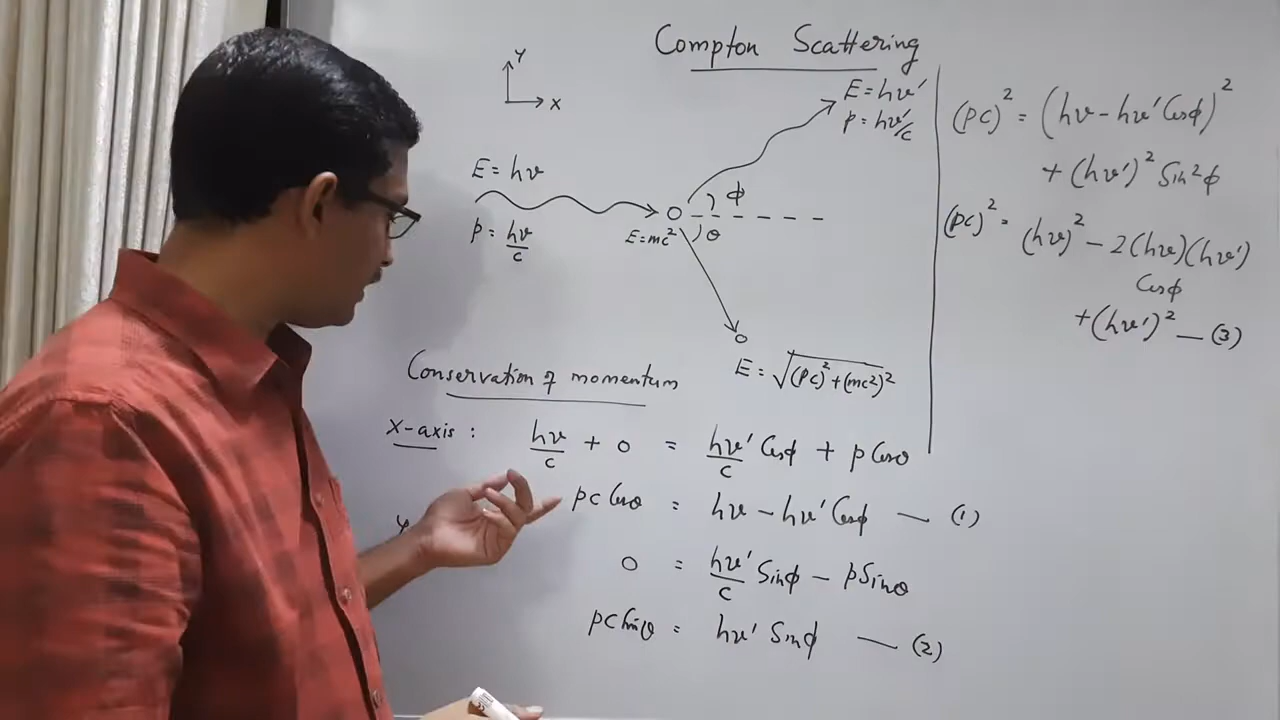 Compton Scattering
Y
X
E = hν'
p = hν'/c
E = hν
p = hν/c
ϕ
E=mc²
θ
E = √(pc)²+(mc2)²
Conservation of momentum
X-axis : hν/c + 0 = hν'/c Cosϕ + p Cosθ
pc Cosθ = hν – hν' Cosϕ — (1)
Y
0 = hν'/c Sinϕ – p Sinθ
pc Sinθ = hν' Sinϕ — (2)
(pc)² = (hν – hν' Cosϕ)²
+ (hν')² Sin²ϕ
(pc)² = (hν)² – 2(hν)(hν')
Cosϕ
+ (hν')² — (3)